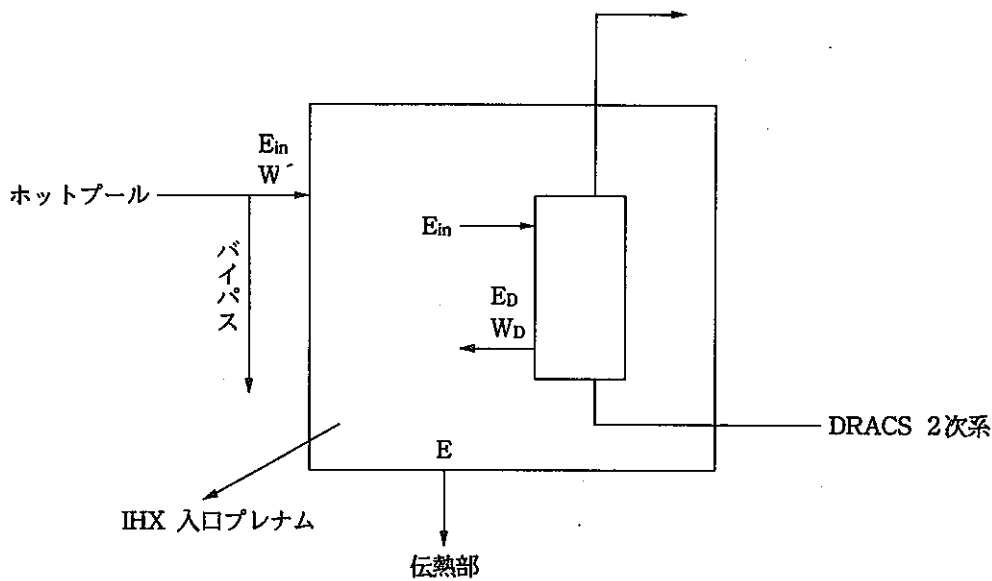 Ein
W
ホットプール
バイパス
Ein
ED
WD
DRACS 2次系
E
IHX 入口プレナム
伝熱部